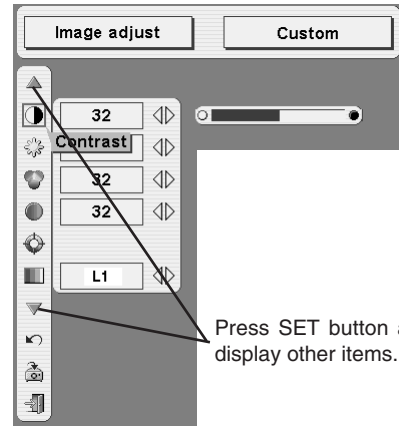 Image adjust Custom
32
Contrast
32
32
L1
Press SET button a
display other items.